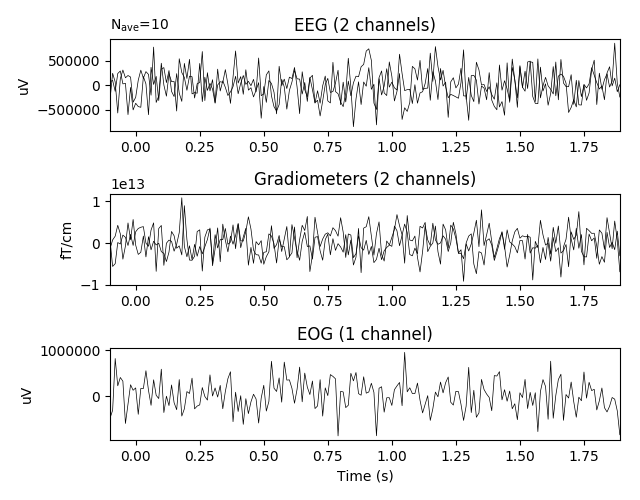 Nave=10
EEG (2 channels)
500000
0
−500000
uV
0.00 0.25 0.50 0.75 1.00 1.25 1.50 1.75
1e13
Gradiometers (2 channels)
1
0
−1
fT/cm
0.00 0.25 0.50 0.75 1.00 1.25 1.50 1.75
EOG (1 channel)
1000000
0
uV
0.00 0.25 0.50 0.75 1.00 1.25 1.50 1.75
Time (s)